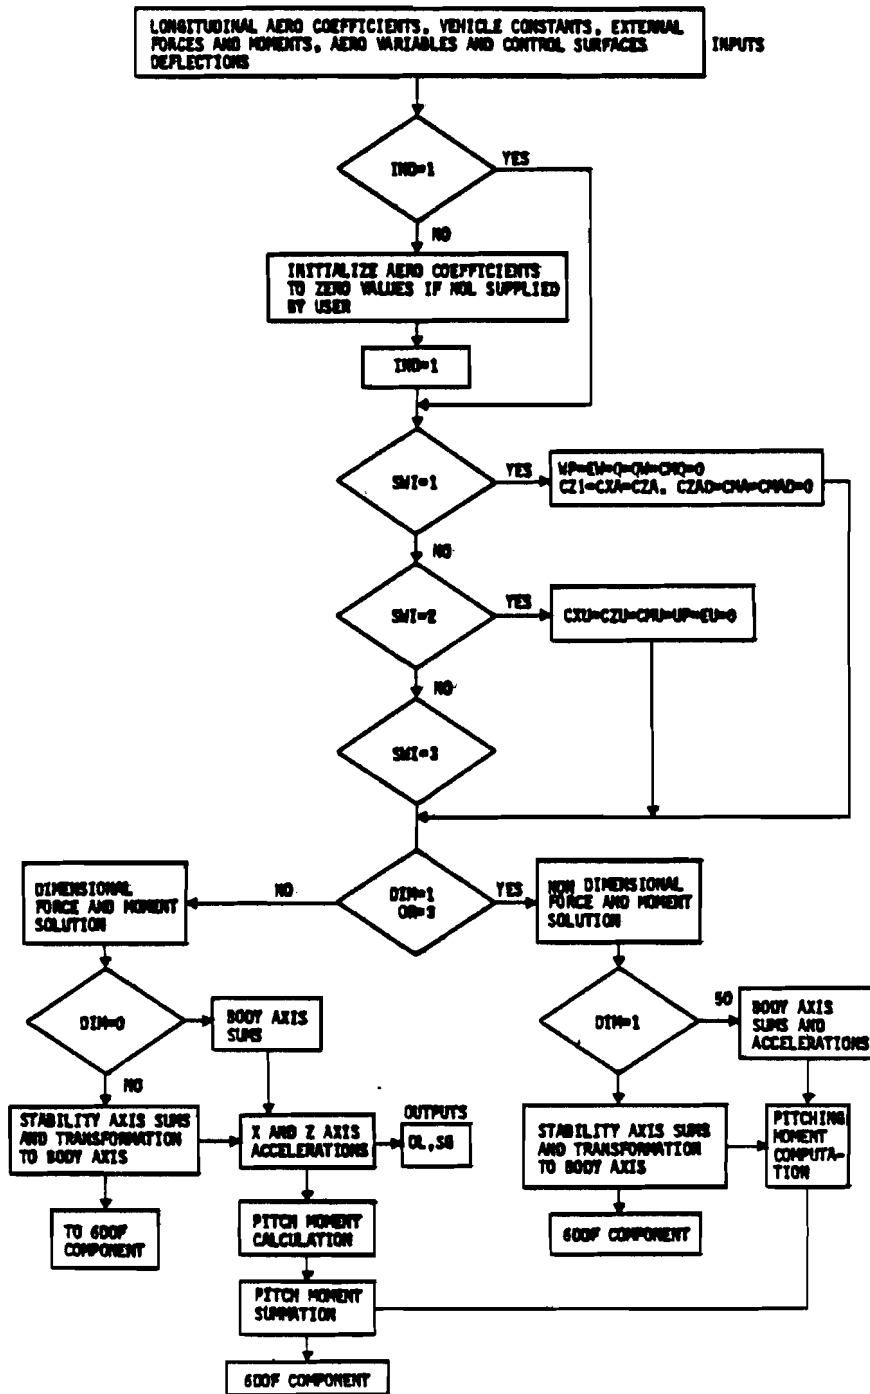 LONGITUDINAL AERO COEFFICIENTS, VEHICLE CONSTANTS, EXTERNAL
FORCES AND MOMENTS, AERO VARIABLES AND CONTROL SURFACES
DEFLECTIONS
INPUTS
IND=1
YES
NO
INITIALIZE AERO COEFFICIENTS
TO ZERO VALUES IF NOL SUPPLIED
BY USER
IND=1
SWI=1
YES
WP=EW=Q=QW=CMQ=0
CZ1=CXA=CZA, CZAD=CMA=CMAD=0
NO
SWI=2
YES
CXU=CZU=CMU=UP=EU=0
NO
SWI=3
NO
DIM=1
OR=3
YES
DIMENSIONAL
FORCE AND MOMENT
SOLUTION
NON DIMENSIONAL
FORCE AND MOMENT
SOLUTION
DIM=0
BODY AXIS
SUMS
DIM=1
SO
BODY AXIS
SUMS AND
ACCELERATIONS
NO
STABILITY AXIS SUMS
AND TRANSFORMATION
TO BODY AXIS
X AND Z AXIS
ACCELERATIONS
OUTPUTS
OL,SG
STABILITY AXIS SUMS
AND TRANSFORMATION
TO BODY AXIS
PITCHING
MOMENT
COMPUTA-
TION
TO 6DOF
COMPONENT
PITCH MOMENT
CALCULATION
6DOF COMPONENT
PITCH MOMENT
SUMMATION
6DOF COMPONENT